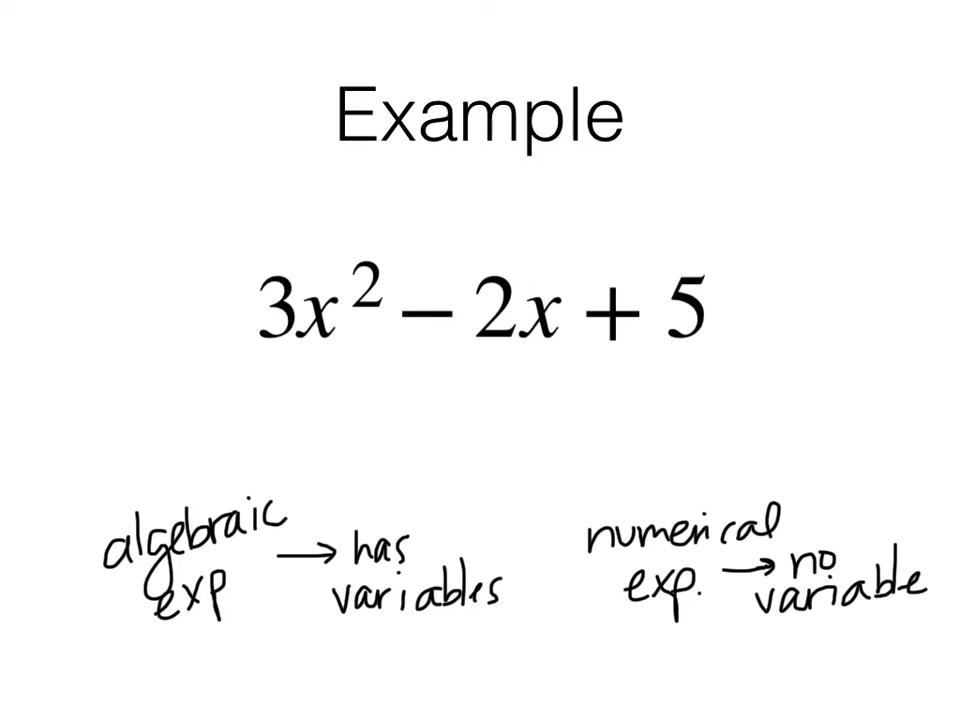 Example
3x² − 2x + 5
algebraic
exp → has
variables
numerical
exp. → no
variable